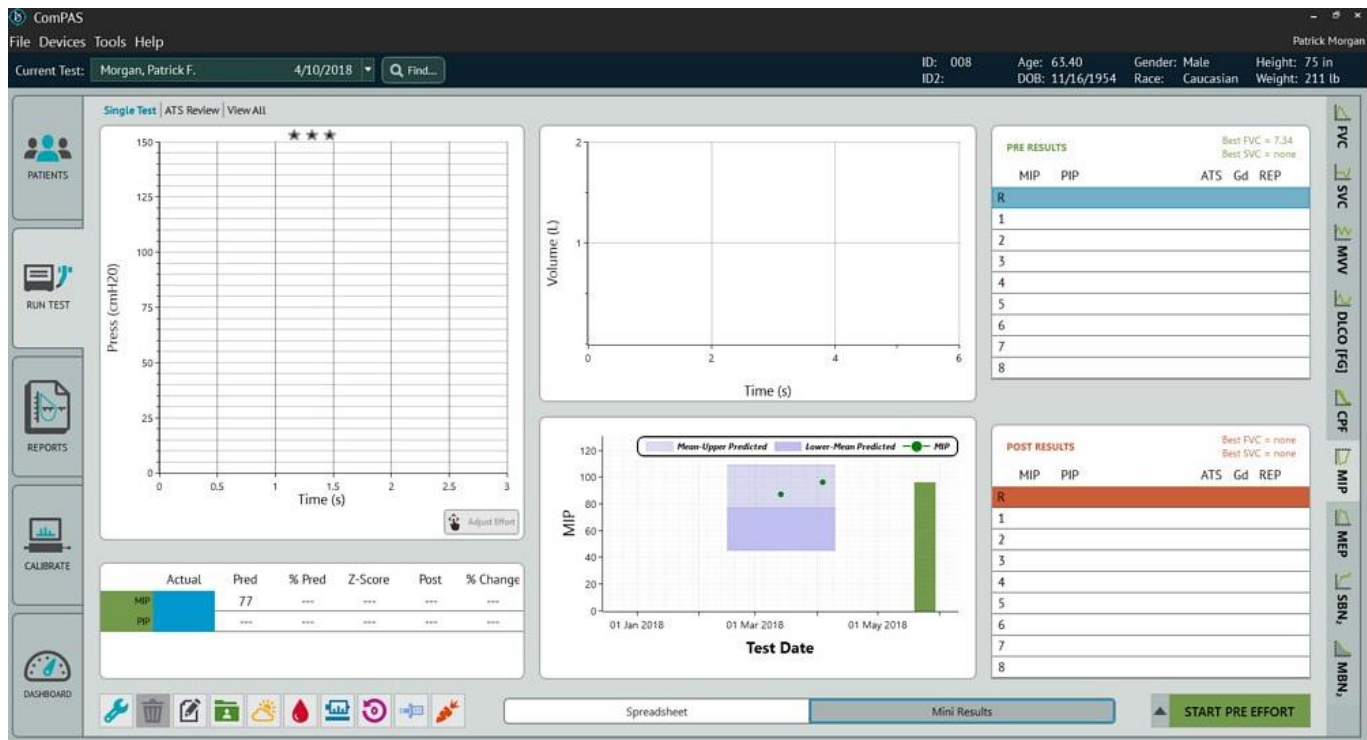 ComPAS
File Devices Tools Help
Patrick Morgan
Current Test: Morgan, Patrick F. 4/10/2018 Find...
ID: 008 Age: 63.40 Gender: Male Height: 75 in
ID2: DOB: 11/16/1954 Race: Caucasian Weight: 211 lb
PATIENTS
RUN TEST
REPORTS
CALIBRATE
DASHBOARD
Single Test ATS Review View All
150
125
100
75
50
25
0
Press (cmH20)
0 0.5 1 1.5 2 2.5 3
Time (s)
Adjust Effort
Actual Pred % Pred Z-Score Post % Change
MIP 77 --- --- --- ---
PIP --- --- --- --- ---
2
1
Volume (L)
0 2 4 6
Time (s)
Mean-Upper Predicted Lower-Mean Predicted MIP
120
100
80
60
40
20
0
MIP
01 Jan 2018 01 Mar 2018 01 May 2018
Test Date
PRE RESULTS
Best FVC = 7.34
Best SVC = none
MIP PIP ATS Gd REP
R
1
2
3
4
5
6
7
8
POST RESULTS
Best FVC = none
Best SVC = none
MIP PIP ATS Gd REP
R
1
2
3
4
5
6
7
8
FVC
SVC
MVV
DLCO [FG]
CPF
MIP
MEP
SBN₂
MBN₂
Spreadsheet Mini Results
START PRE EFFORT